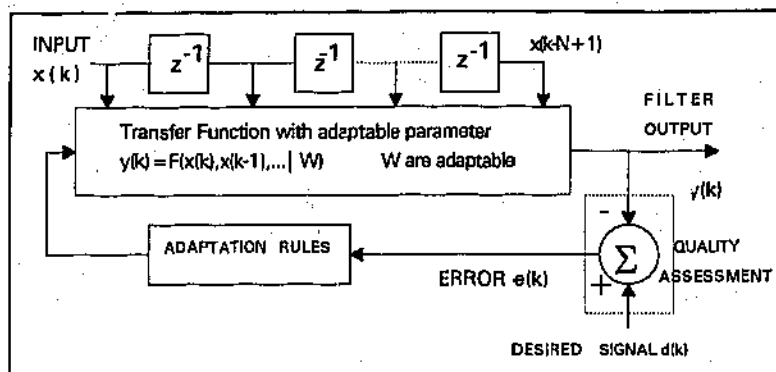 INPUT
x(k)
z⁻¹
z⁻¹
z⁻¹
x(k-N+1)
Transfer Function with adaptable parameter
y(k) = F(x(k),x(k-1),... | W) W are adaptable
FILTER
OUTPUT
y(k)
-
Σ
+
QUALITY
ASSESSMENT
ADAPTATION RULES
ERROR e(k)
DESIRED SIGNAL d(k)